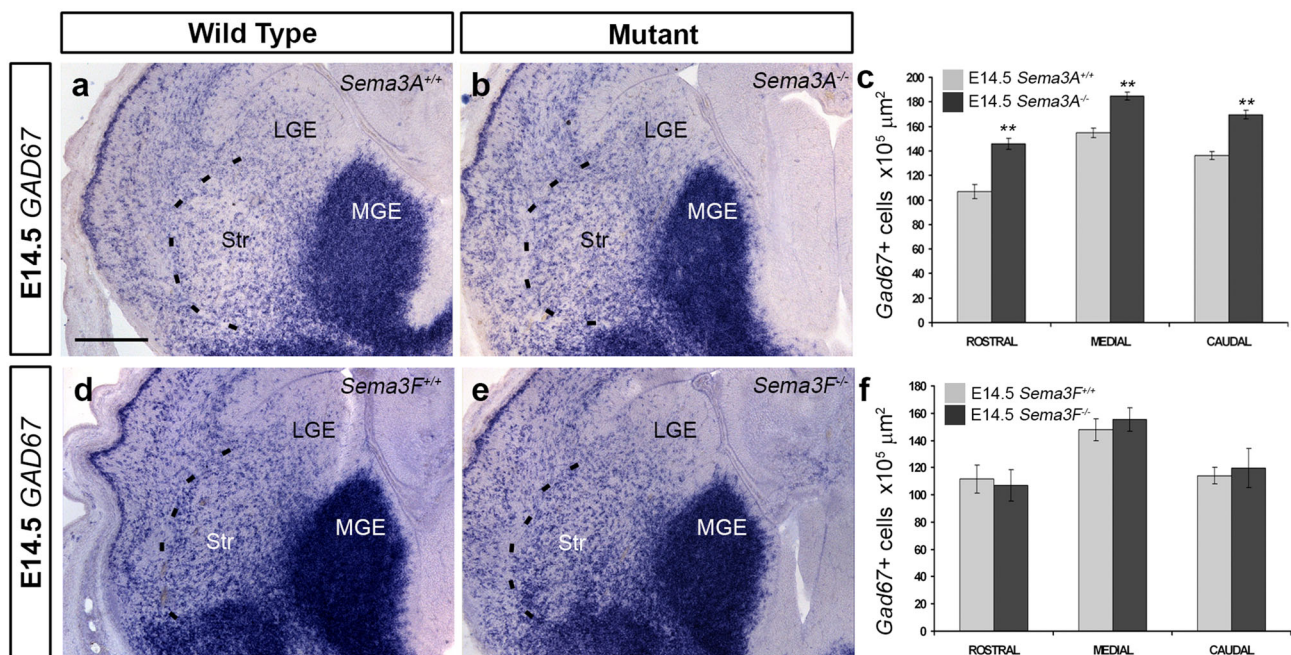 Wild Type
Mutant
E14.5 GAD67
a
Sema3A+/+
LGE
MGE
Str
b
Sema3A-/-
LGE
MGE
Str
c
E14.5 Sema3A+/+
E14.5 Sema3A-/-
Gad67+ cells x10⁵ μm²
200
180
160
140
120
100
80
60
40
20
0
**
**
**
ROSTRAL
MEDIAL
CAUDAL
E14.5 GAD67
d
Sema3F+/+
LGE
MGE
Str
e
Sema3F-/-
LGE
MGE
Str
f
E14.5 Sema3F+/+
E14.5 Sema3F-/-
Gad67+ cells x10⁵ μm²
180
160
140
120
100
80
60
40
20
0
ROSTRAL
MEDIAL
CAUDAL